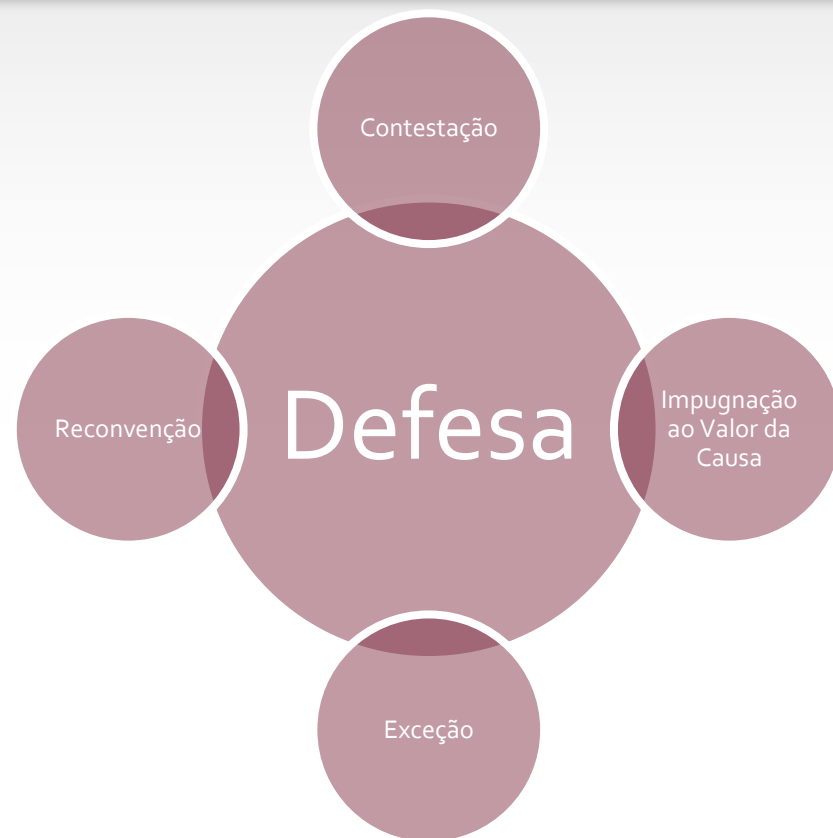 Contestação
Reconvenção
Defesa
Impugnação
ao Valor da
Causa
Exceção